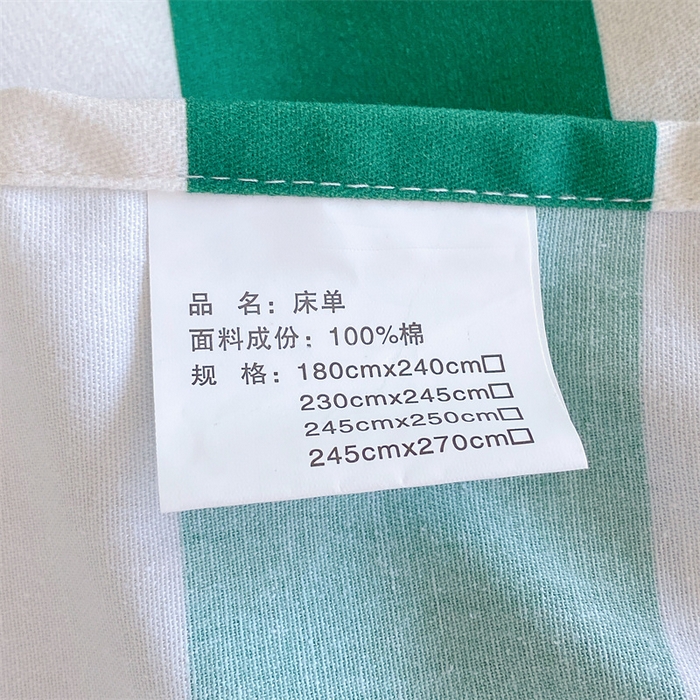 品 名：床单
面料成份：100%棉
规 格：180cmx240cm□
230cmx245cm□
245cmx250cm□
245cmx270cm□